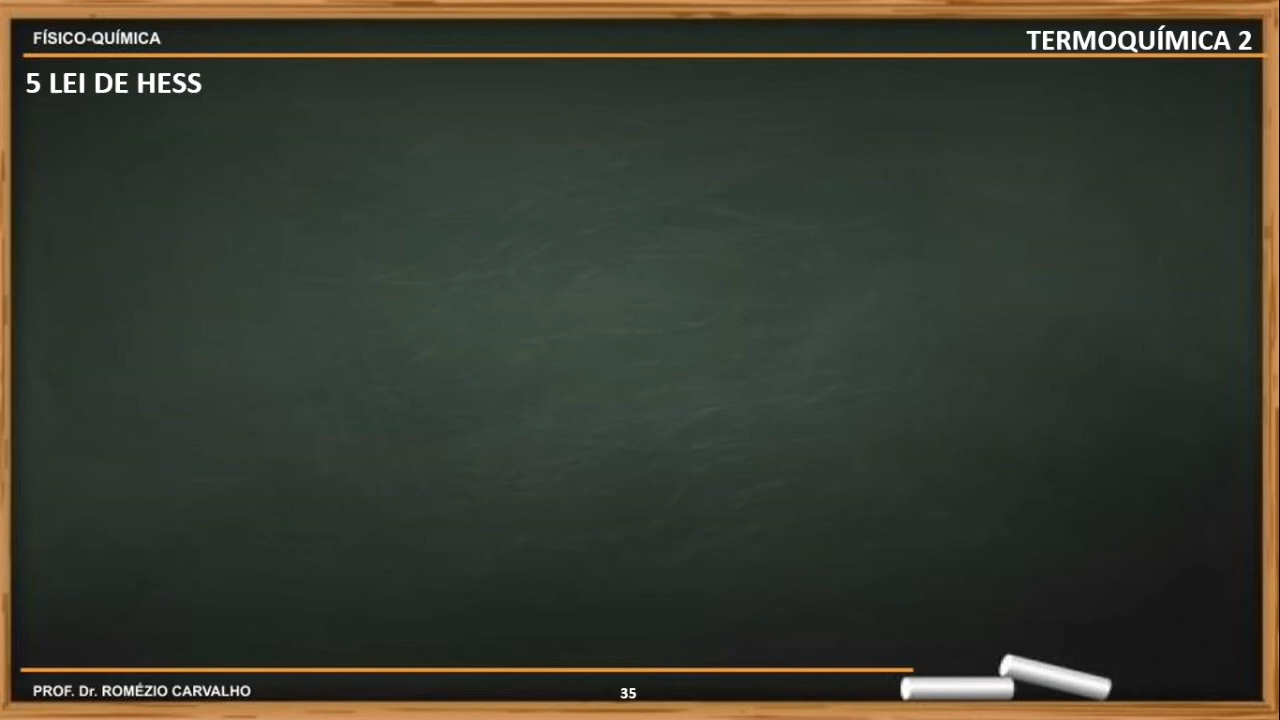 FÍSICO-QUÍMICA
TERMOQUÍMICA 2
5 LEI DE HESS
PROF. Dr. ROMÉZIO CARVALHO
35